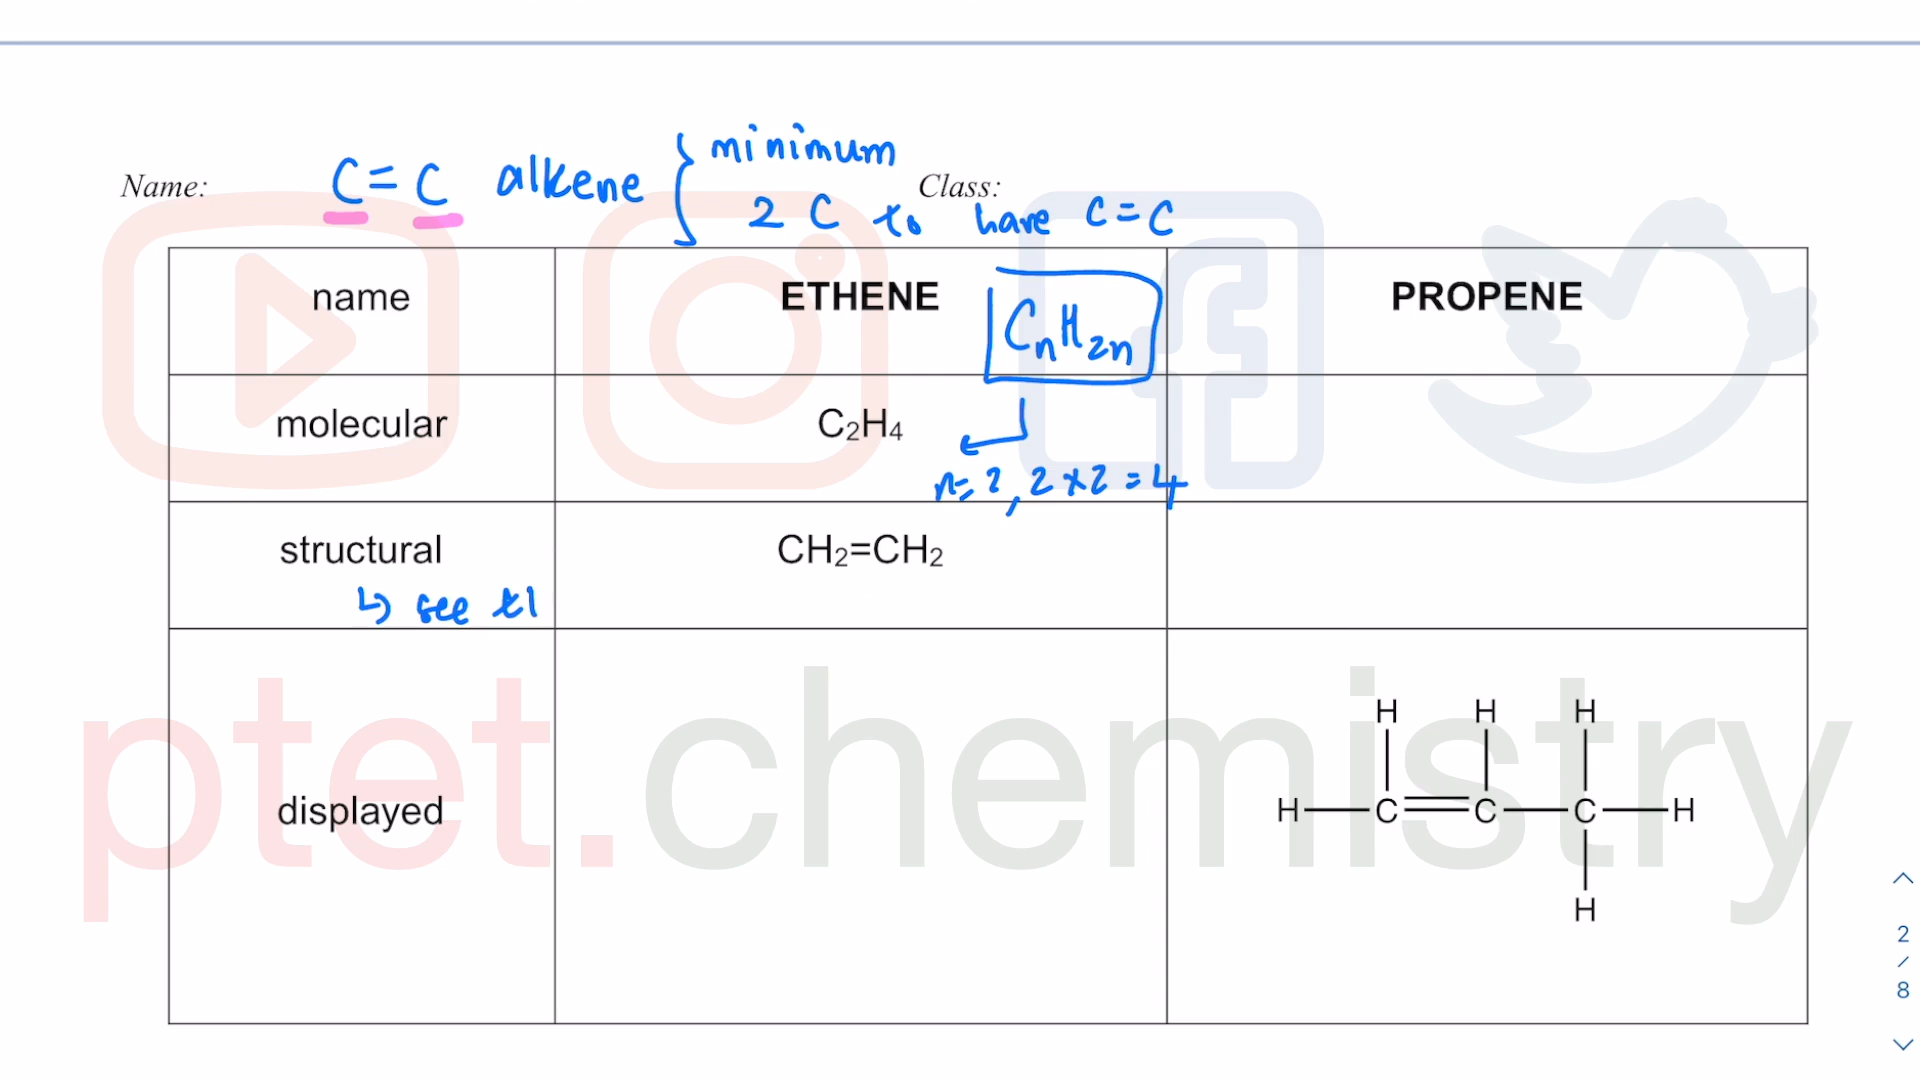 minimum
Name: C=C alkene Class:
2 C to have C=C
name ETHENE PROPENE
CnH2n
molecular C2H4
n=2, 2×2=4
structural CH2=CH2
↳ see
H H H
displayed H C C C H
H
ptet.chemistry
2
/
8